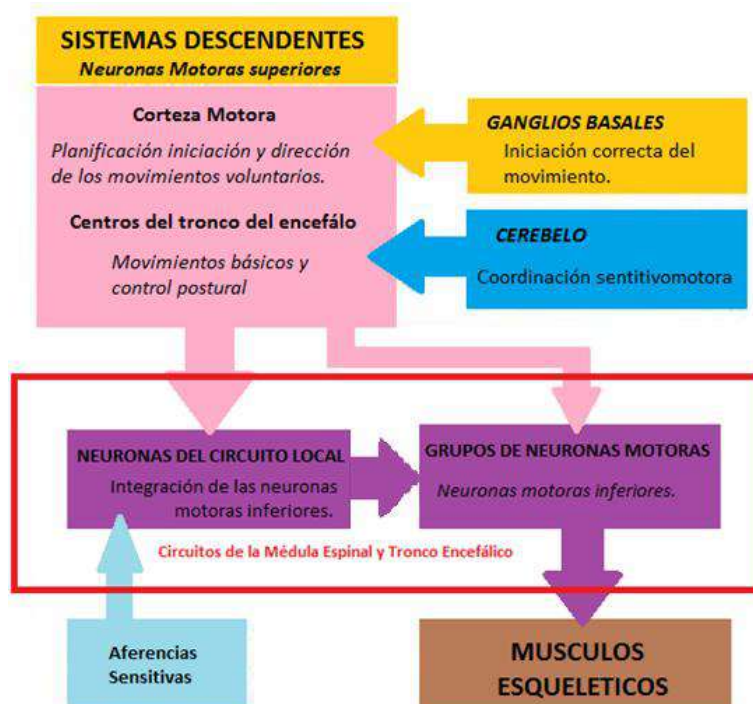 SISTEMAS DESCENDENTES
Neuronas Motoras superiores
Corteza Motora
Planificación iniciación y dirección
de los movimientos voluntarios.
Centros del tronco del encefálo
Movimientos básicos y
control postural
GANGLIOS BASALES
Iniciación correcta del
movimiento.
CEREBELO
Coordinación sentitivomotora
NEURONAS DEL CIRCUITO LOCAL
Integración de las neuronas
motoras inferiores.
GRUPOS DE NEURONAS MOTORAS
Neuronas motoras inferiores.
Circuitos de la Médula Espinal y Tronco Encefálico
Aferencias
Sensitivas
MUSCULOS
ESQUELETICOS